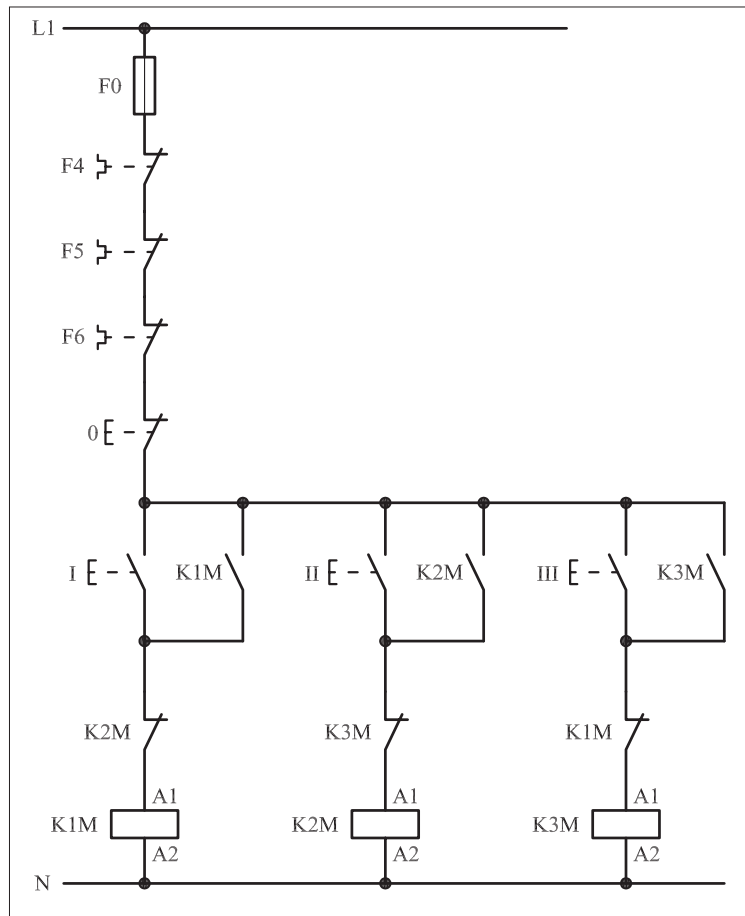 L1
F0
F4
F5
F6
0
I K1M II K2M III K3M
K2M K3M K1M
A1 A1 A1
K1M K2M K3M
A2 A2 A2
N